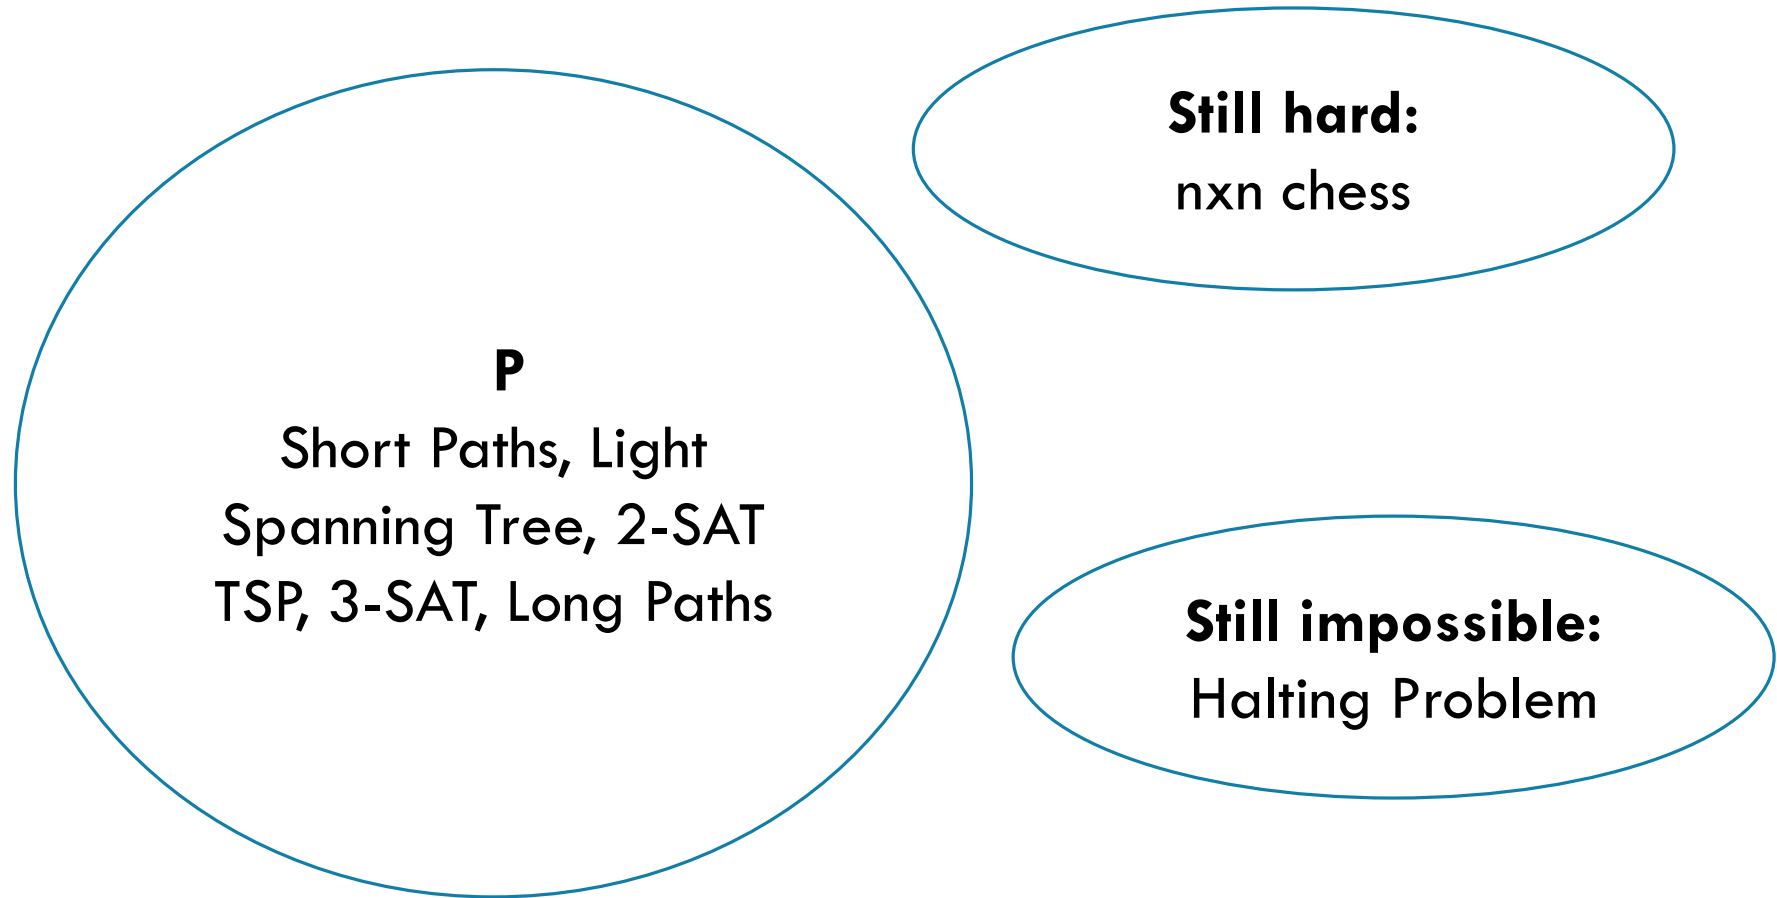 P
Short Paths, Light
Spanning Tree, 2-SAT
TSP, 3-SAT, Long Paths
Still hard:
nxn chess
Still impossible:
Halting Problem